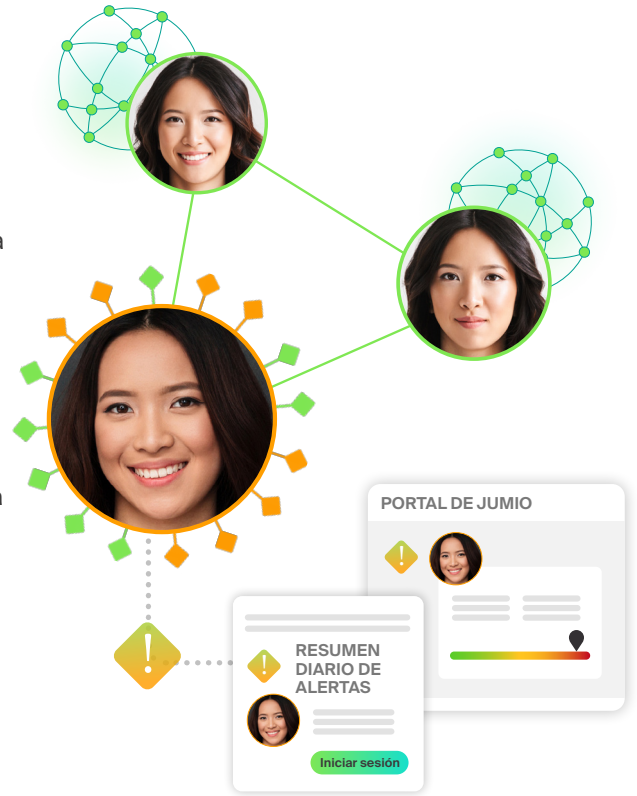 a
a
PORTAL DE JUMIO
RESUMEN
DIARIO DE
ALERTAS
Iniciar sesión